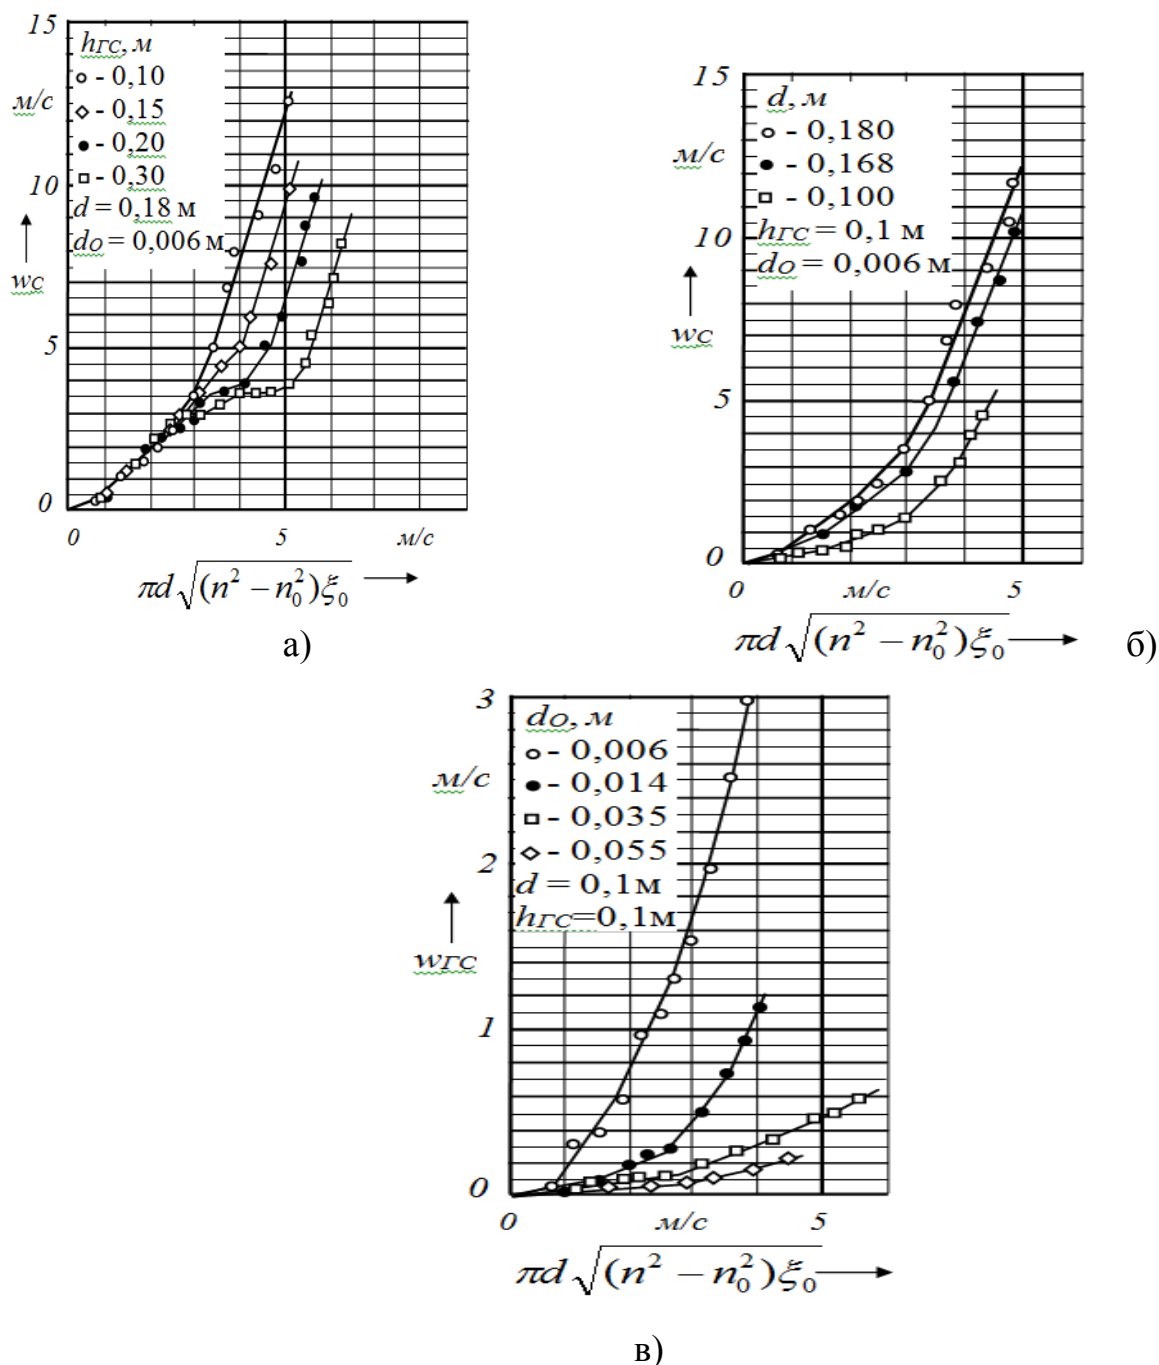 15
hГС, м
- 0,10
м/с
- 0,15
- 0,20
- 0,30
10
d = 0,18 м
dO = 0,006 м
wС
5
0
0 5 м/с
πd√(n² − n₀²)ξ₀
а)
15
d, м
- 0,180
м/с
- 0,168
- 0,100
hГС = 0,1 м
10
dO = 0,006 м
wС
5
0
0 м/с 5
πd√(n² − n₀²)ξ₀
б)
3
dO, м
- 0,006
м/с
- 0,014
- 0,035
2
- 0,055
d = 0,1м
hГС=0,1м
wГС
1
0
0 м/с 5
πd√(n² − n₀²)ξ₀
в)